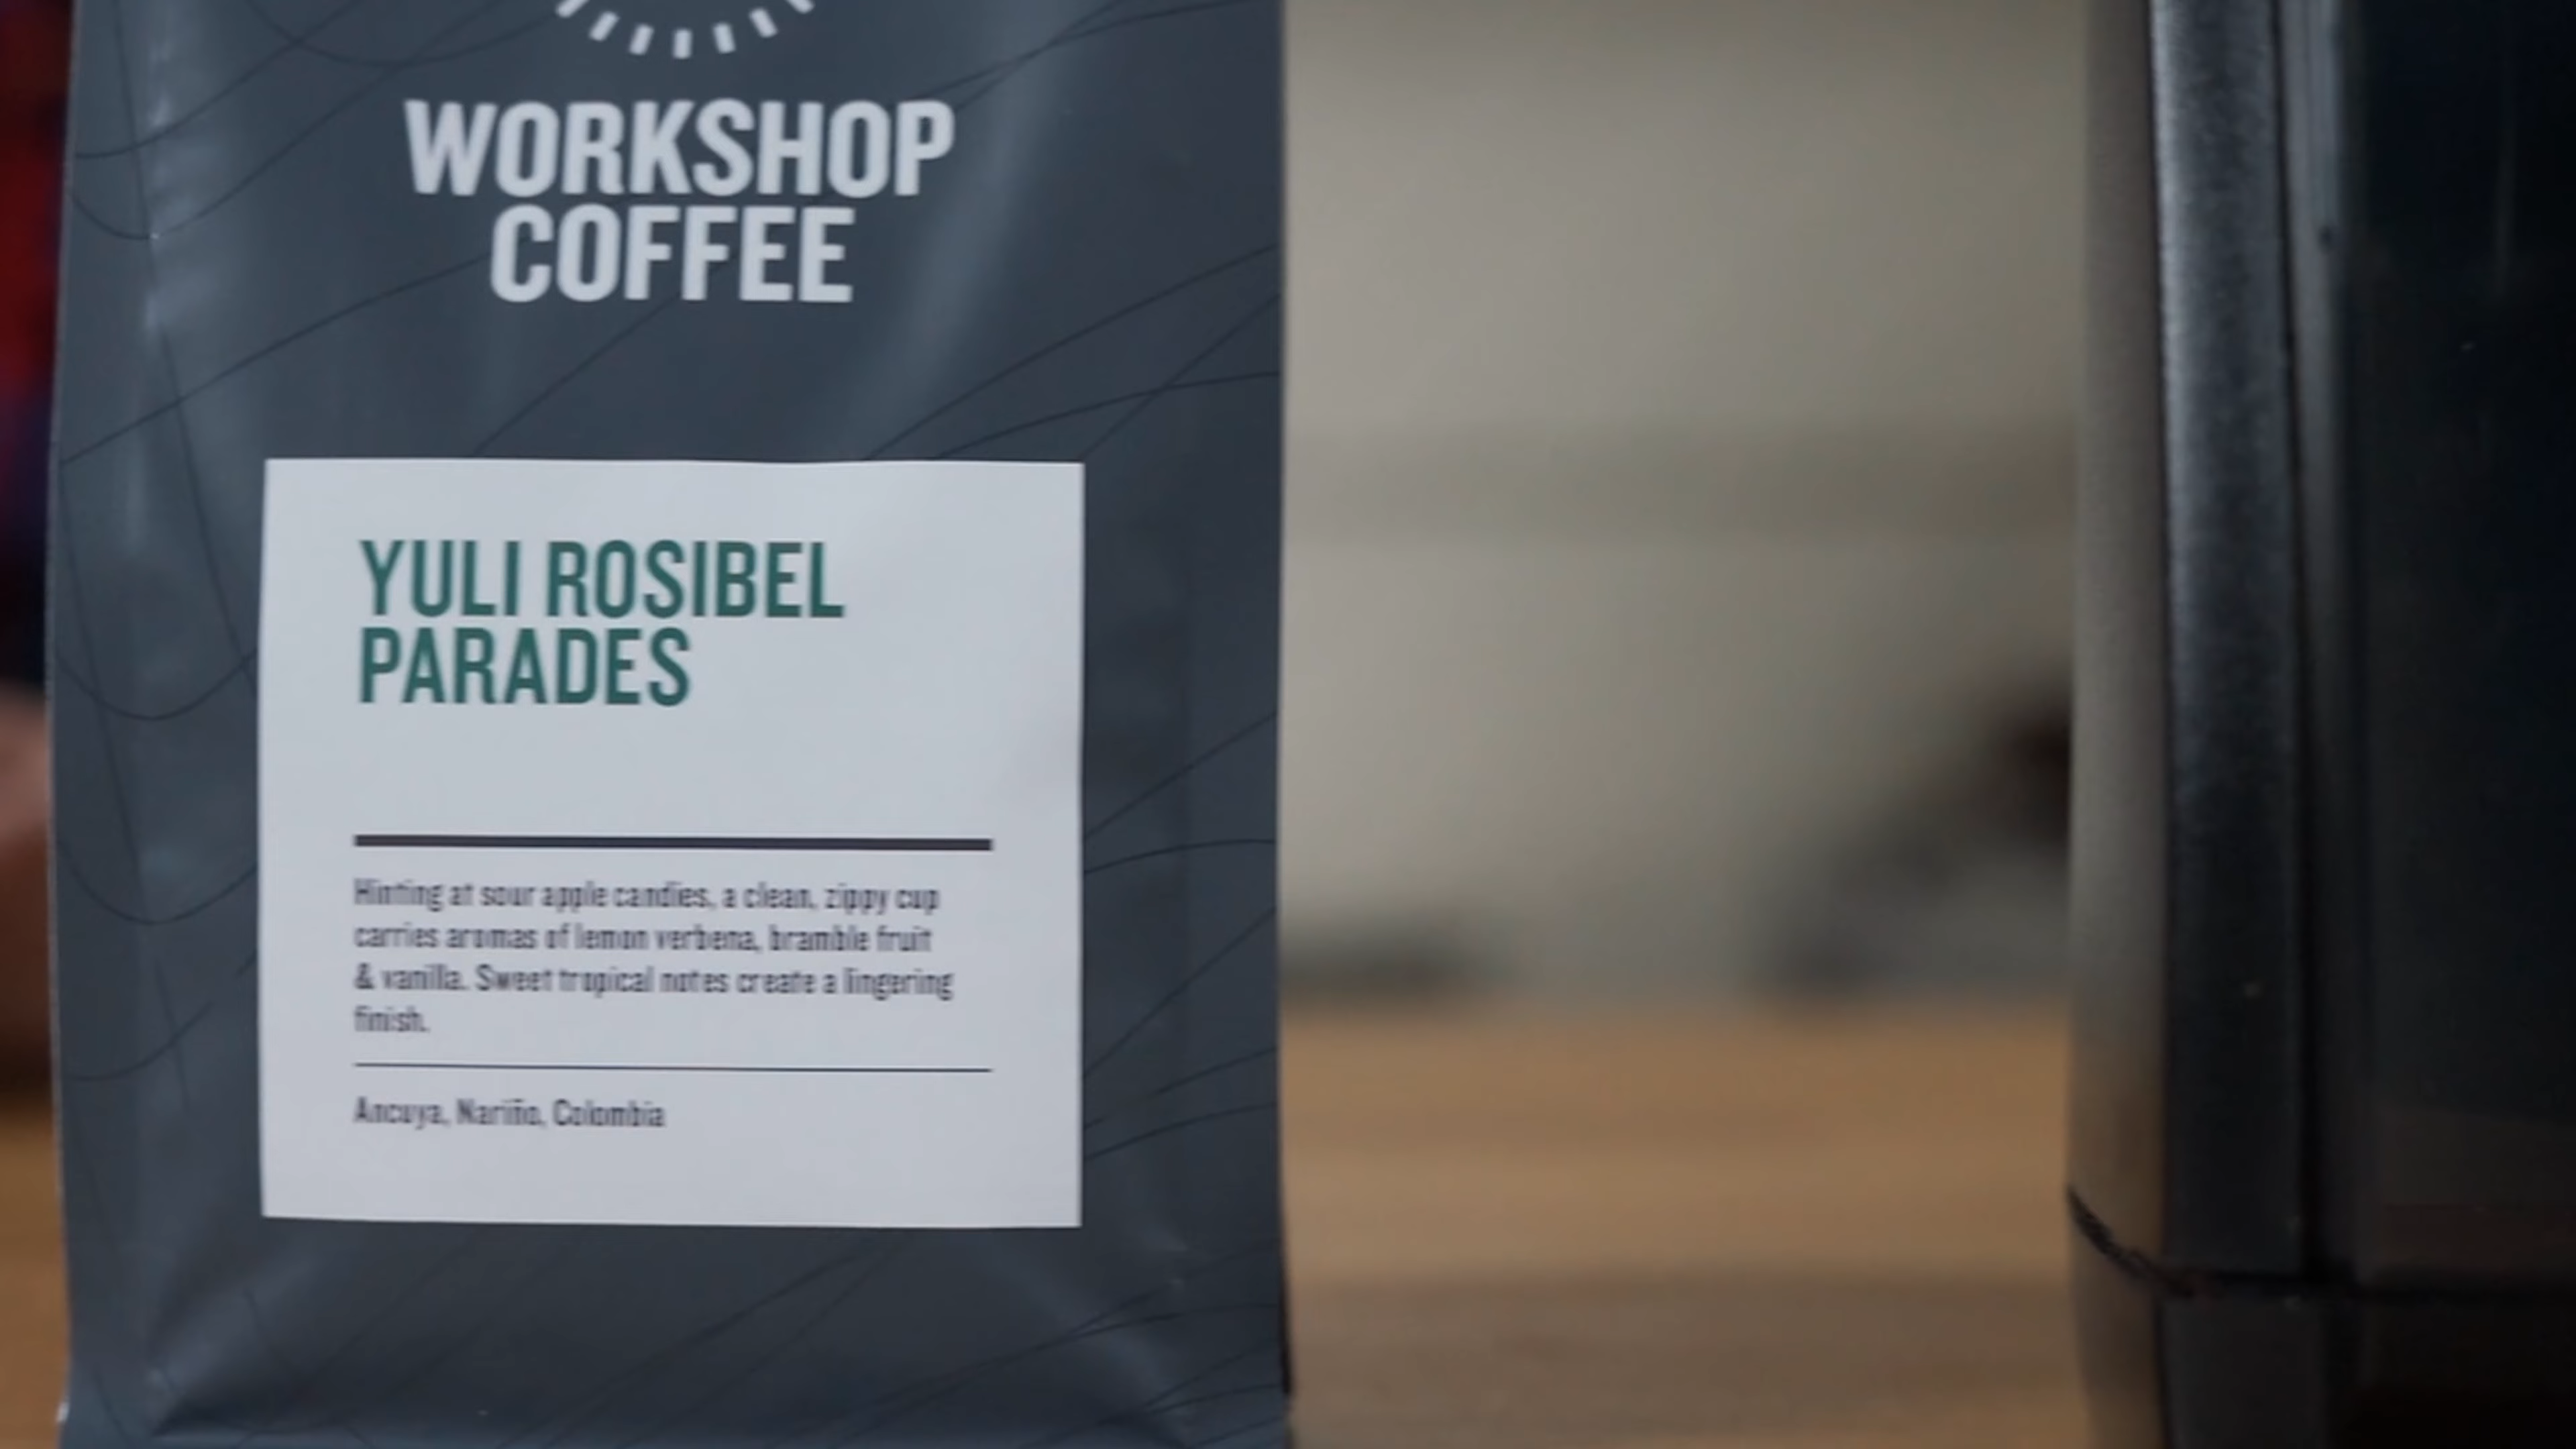 WORKSHOP
COFFEE
YULI ROSIBEL
PARADES
Hinting at sour apple candies, a clean, zippy cup
carries aromas of lemon verbena, bramble fruit
& vanilla. Sweet tropical notes create a lingering
finish.
Ancuya, Nariño, Colombia